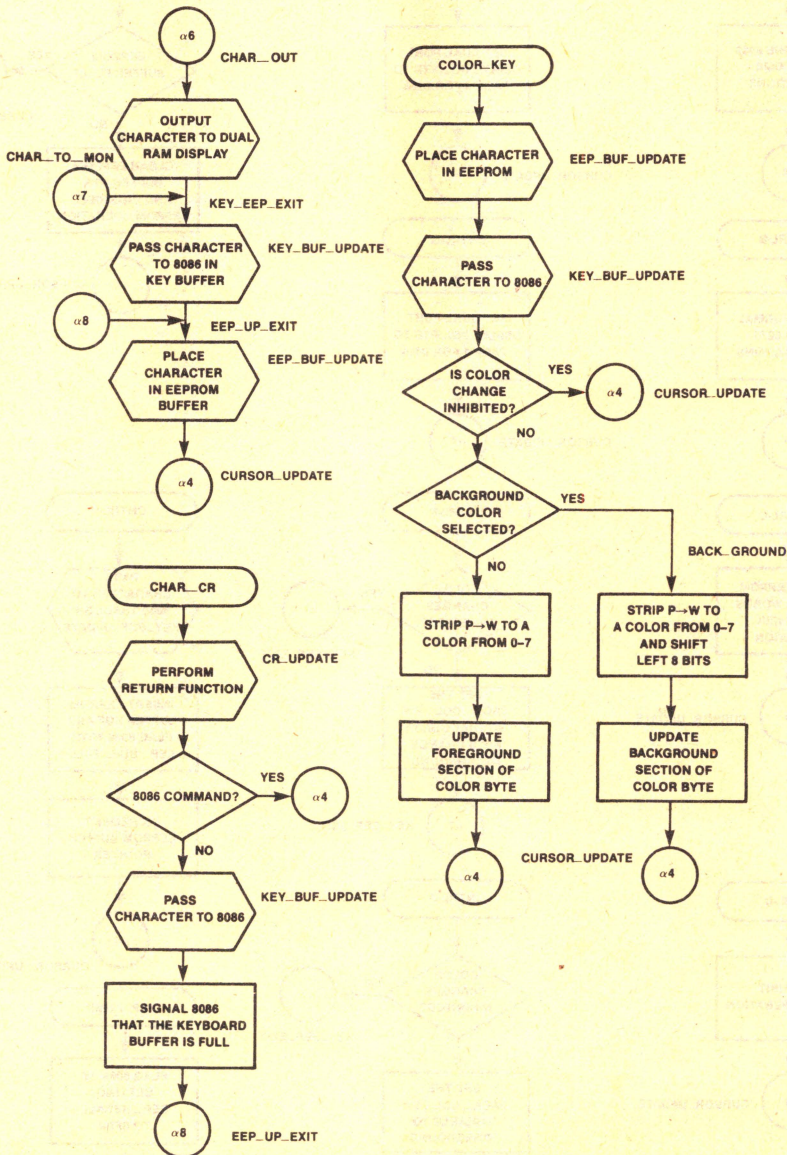 α6
CHAR_OUT
OUTPUT
CHARACTER TO DUAL
RAM DISPLAY
CHAR_TO_MON
α7
KEY_EEP_EXIT
PASS CHARACTER
TO 8086 IN
KEY BUFFER
KEY_BUF_UPDATE
α8
EEP_UP_EXIT
PLACE
CHARACTER
IN EEPROM
BUFFER
EEP_BUF_UPDATE
α4
CURSOR_UPDATE
CHAR_CR
PERFORM
RETURN FUNCTION
CR_UPDATE
8086 COMMAND?
YES
α4
NO
PASS
CHARACTER TO 8086
KEY_BUF_UPDATE
SIGNAL 8086
THAT THE KEYBOARD
BUFFER IS FULL
α8
EEP_UP_EXIT
COLOR_KEY
PLACE CHARACTER
IN EEPROM
EEP_BUF_UPDATE
PASS
CHARACTER TO 8086
KEY_BUF_UPDATE
IS COLOR
CHANGE
INHIBITED?
YES
α4
CURSOR_UPDATE
NO
BACKGROUND
COLOR
SELECTED?
YES
BACK_GROUND
NO
STRIP P→W TO A
COLOR FROM 0–7
STRIP P→W TO
A COLOR FROM 0–7
AND SHIFT
LEFT 8 BITS
UPDATE
FOREGROUND
SECTION OF
COLOR BYTE
UPDATE
BACKGROUND
SECTION OF
COLOR BYTE
α4
CURSOR_UPDATE
α4